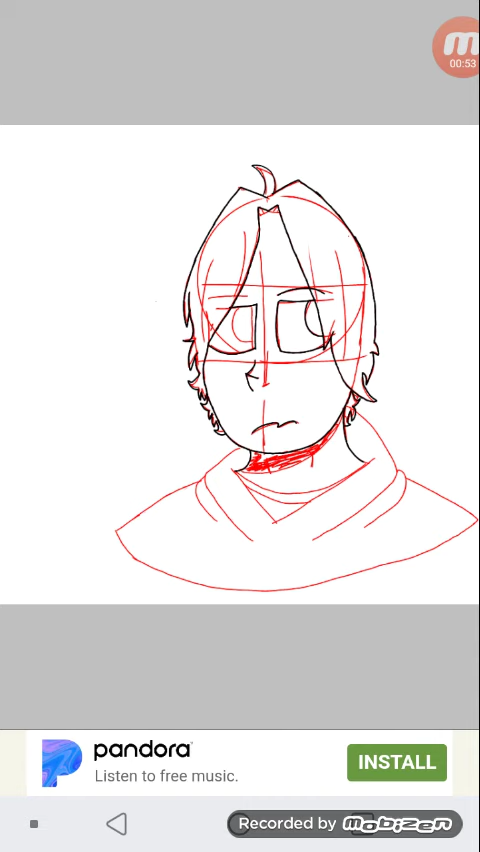 00:53
pandora
Listen to free music.
INSTALL
Recorded by mobizen